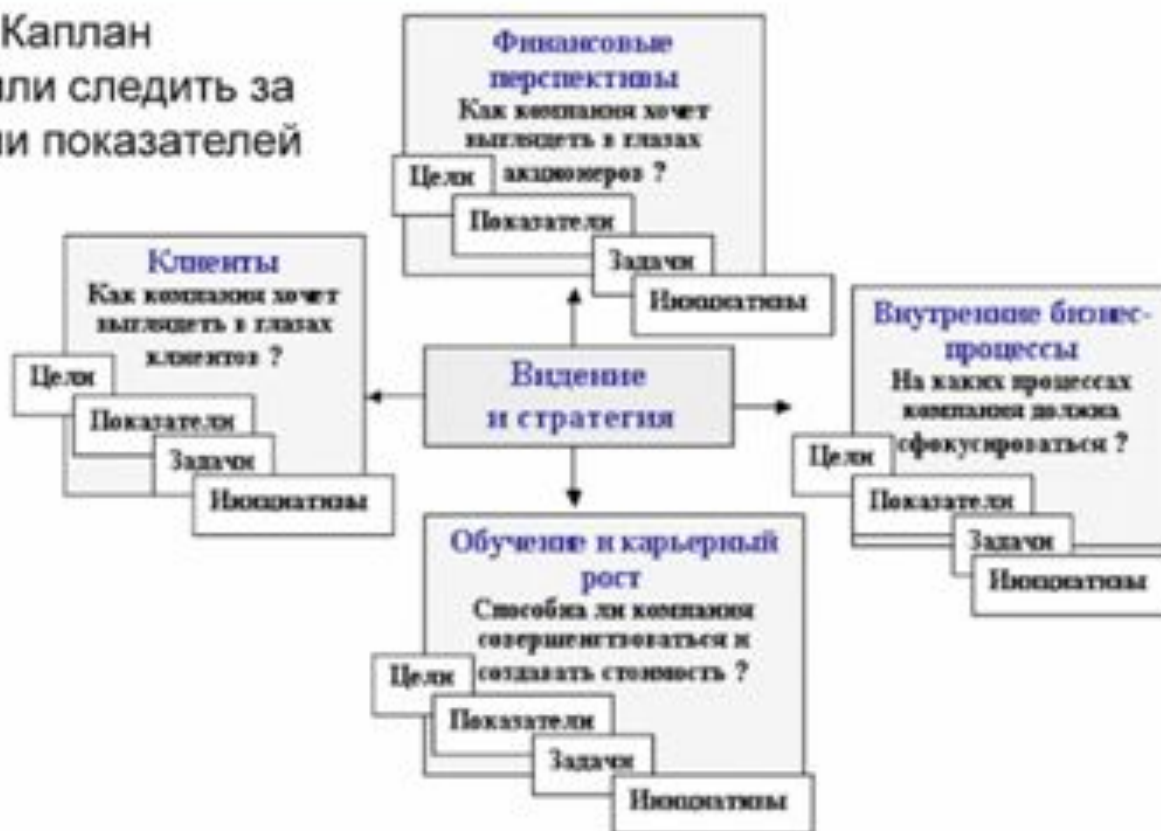 Каплан
или следить за
ми показателей
Финансовые
перспективы
Как компания хочет
выглядеть в глазах
акционеров ?
Цели
Показатели
Задачи
Инициативы
Клиенты
Как компания хочет
выглядеть в глазах
клиентов ?
Цели
Показатели
Задачи
Инициативы
Видение
и стратегия
Внутренние бизнес-
процессы
На каких процессах
компания должна
сфокусироваться ?
Цели
Показатели
Задачи
Инициативы
Обучение и карьерный
рост
Способна ли компания
совершенствоваться и
создавать стоимость ?
Цели
Показатели
Задачи
Инициативы